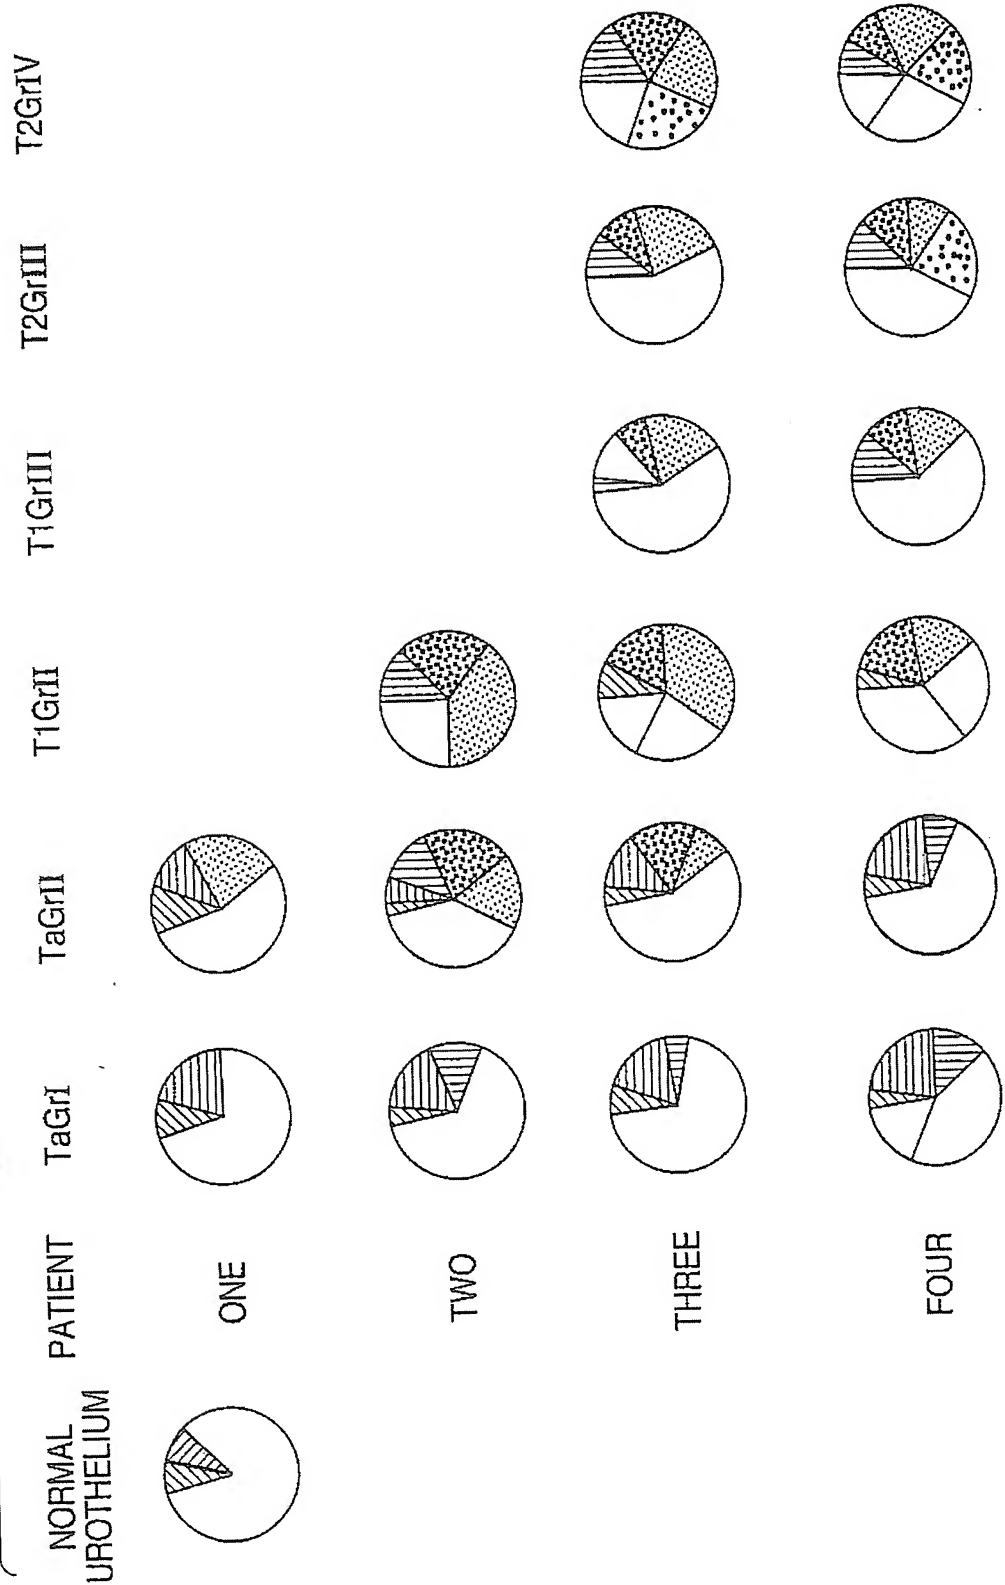 NORMAL
UROTHELIUM
PATIENT
TaGrI
TaGrII
T1GrII
T1GrIII
T2GrIII
T2GrIV
ONE
TWO
THREE
FOUR